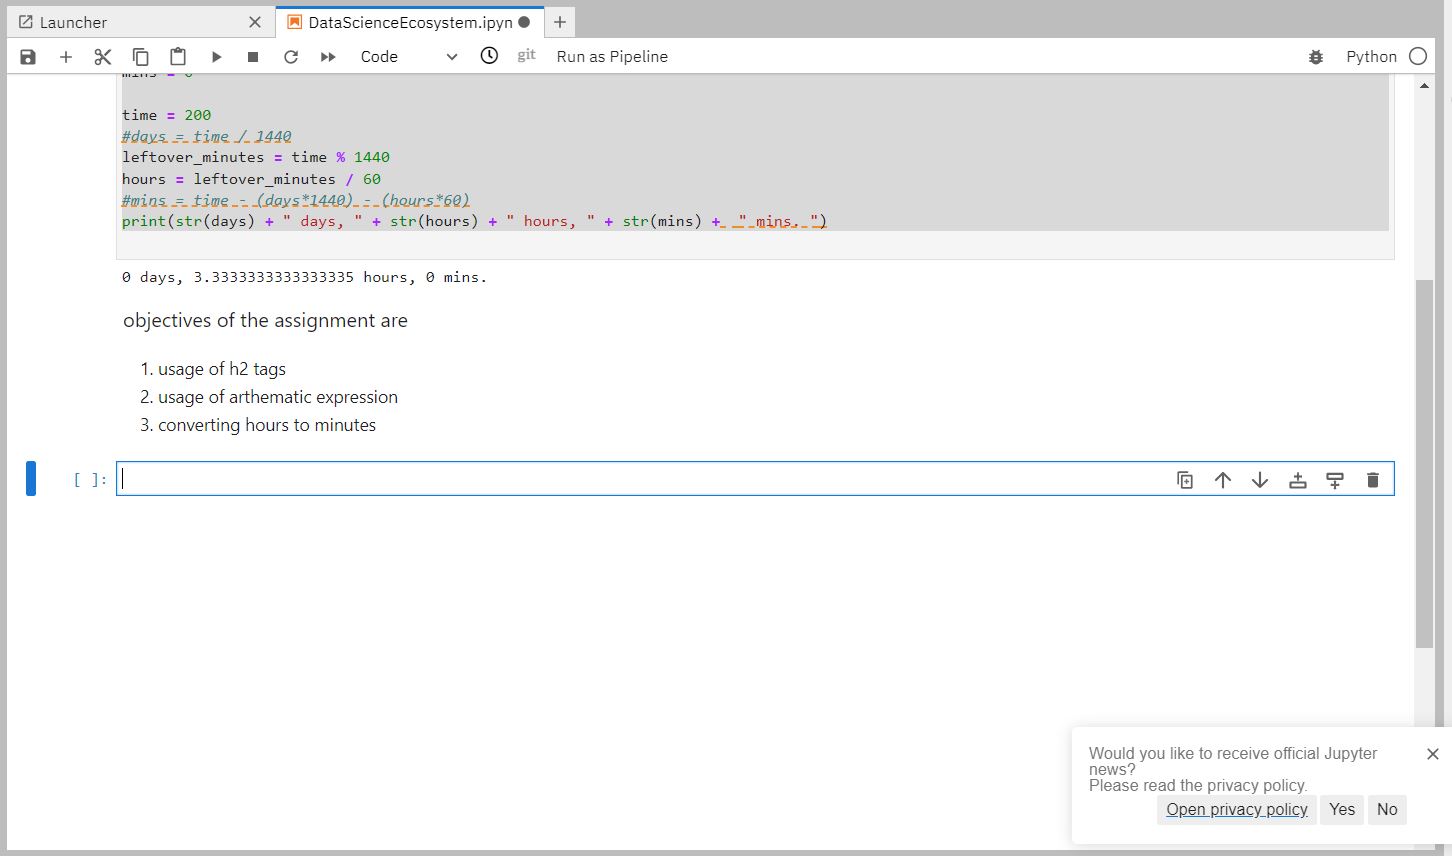 Launcher
DataScienceEcosystem.ipyn
Code
git
Run as Pipeline
Python
mins = 0
time = 200
#days = time / 1440
leftover_minutes = time % 1440
hours = leftover_minutes / 60
#mins = time - (days*1440) - (hours*60)
print(str(days) + " days, " + str(hours) + " hours, " + str(mins) +  " mins. ")
0 days, 3.3333333333333335 hours, 0 mins.
objectives of the assignment are
1. usage of h2 tags
2. usage of arthematic expression
3. converting hours to minutes
[ ]:
Would you like to receive official Jupyter
news?
Please read the privacy policy.
Open privacy policy
Yes
No